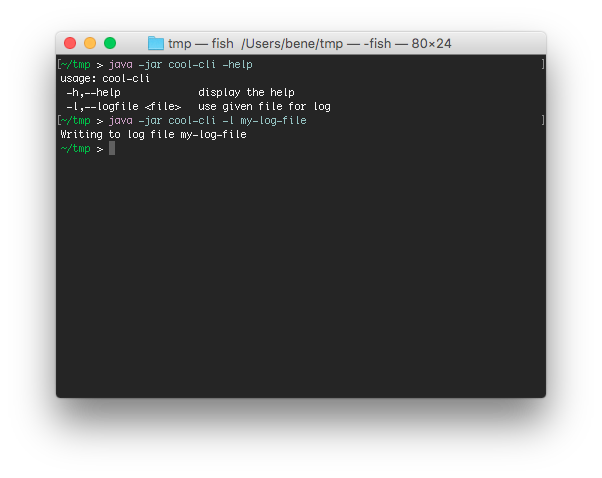 tmp — fish /Users/bene/tmp — -fish — 80×24
[~/tmp > java -jar cool-cli -help ]
usage: cool-cli
-h,--help display the help
-l,--logfile <file> use given file for log
[~/tmp > java -jar cool-cli -l my-log-file ]
Writing to log file my-log-file
~/tmp >